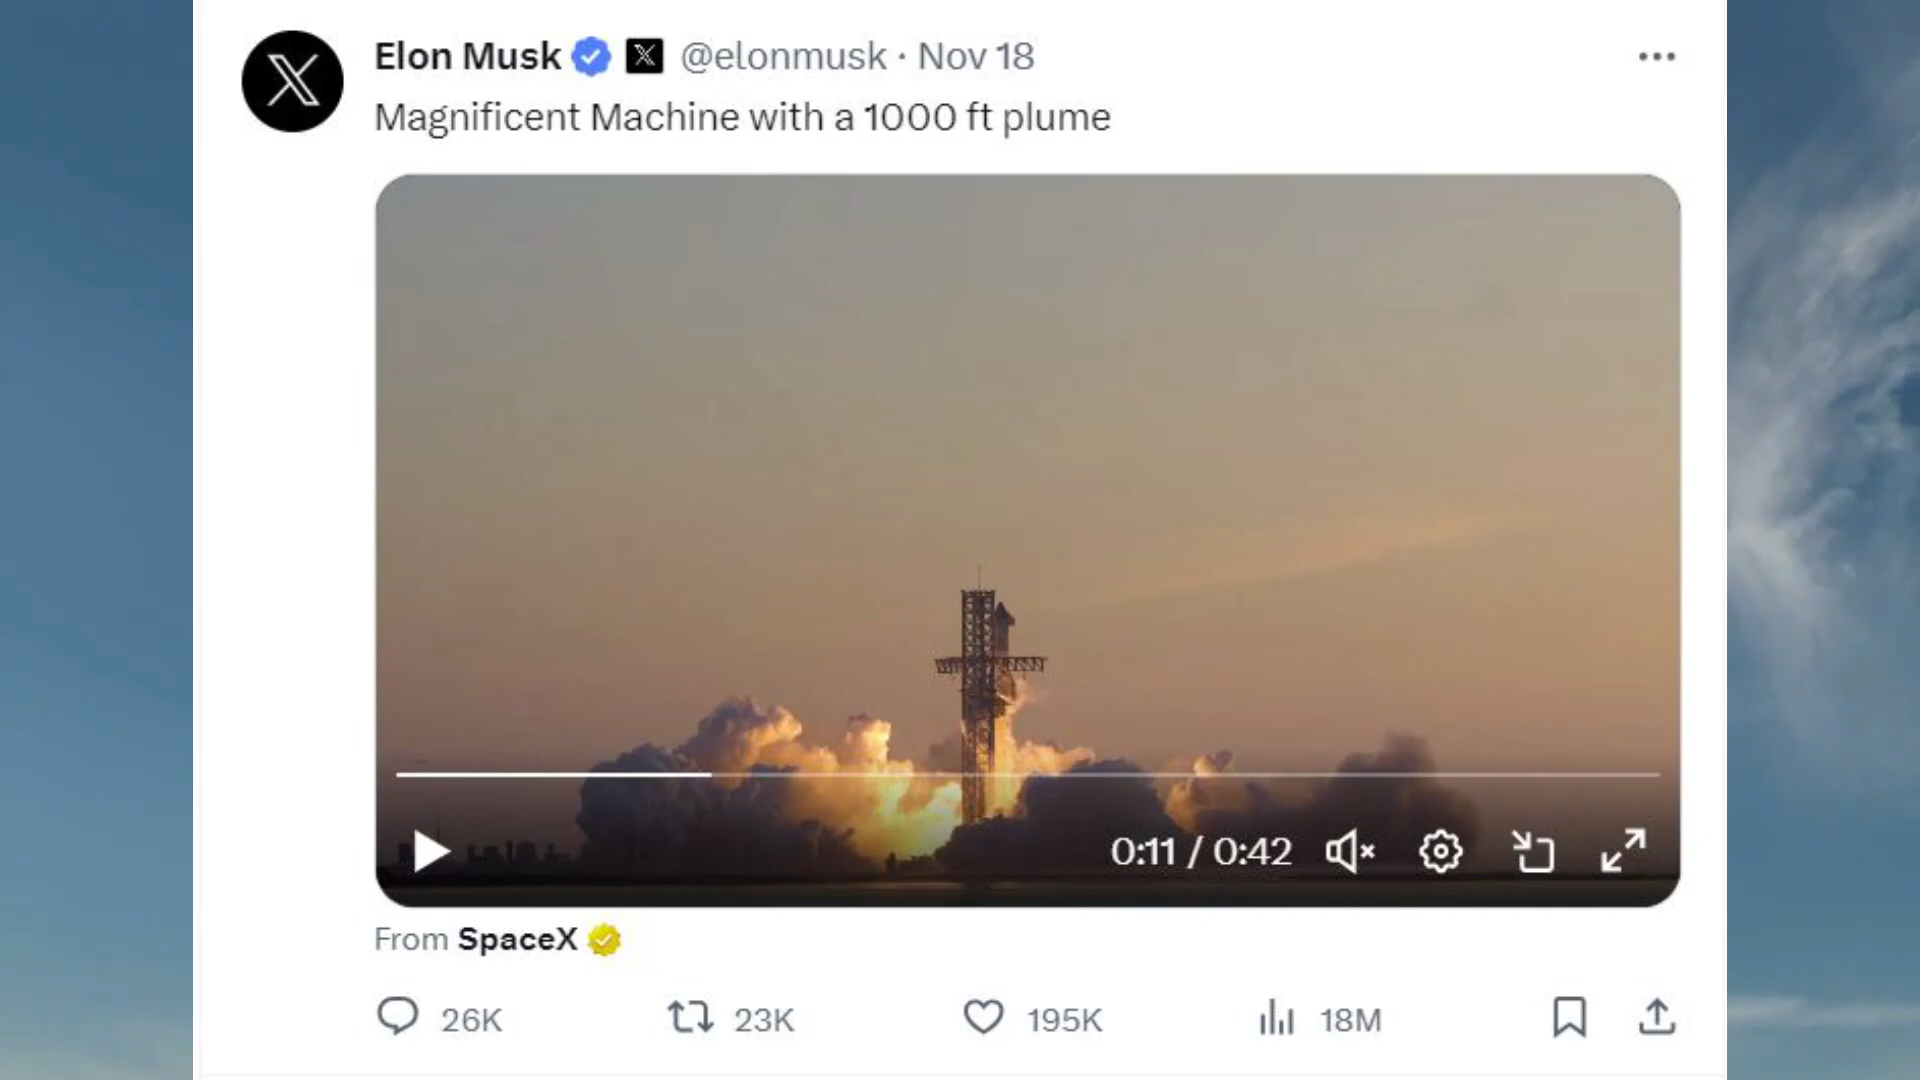 Elon Musk @elonmusk · Nov 18
Magnificent Machine with a 1000 ft plume
0:11 / 0:42
From SpaceX
26K 23K 195K 18M